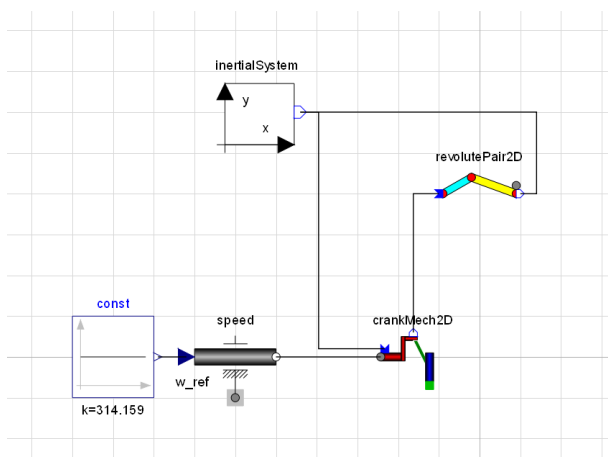 inertialSystem
y
x
revolutePair2D
const
speed
crankMech2D
w_ref
k=314.159